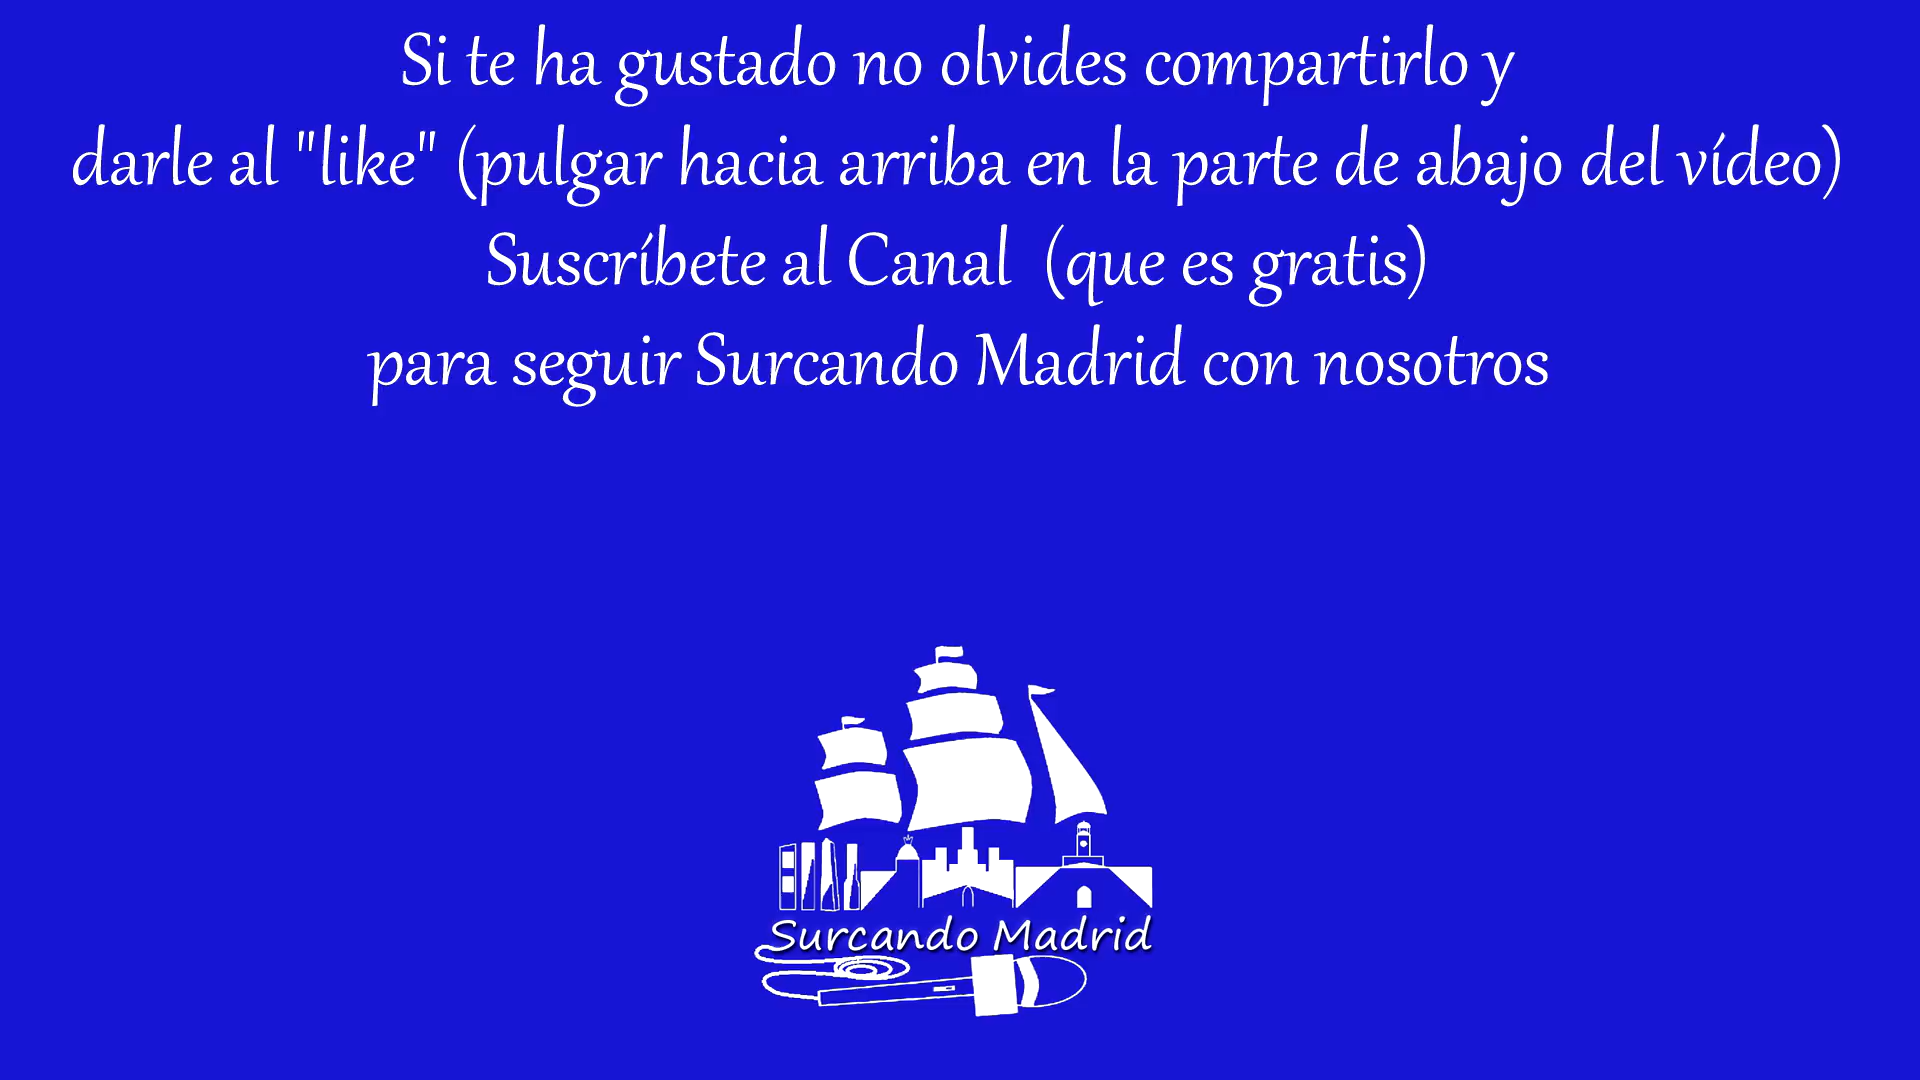 Si te ha gustado no olvides compartirlo y
darle al "like" (pulgar hacia arriba en la parte de abajo del vídeo)
Suscríbete al Canal (que es gratis)
para seguir Surcando Madrid con nosotros
Surcando Madrid